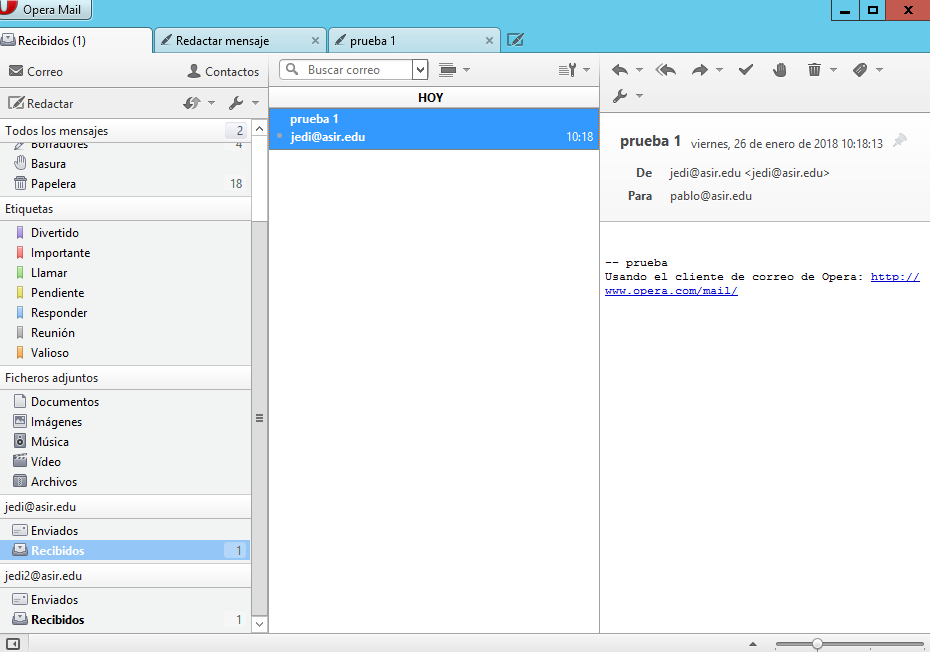 Opera Mail
Recibidos (1)
Redactar mensaje
prueba 1
Correo
Contactos
Redactar
Todos los mensajes 2
Borradores 4
Basura
Papelera 18
Etiquetas
Divertido
Importante
Llamar
Pendiente
Responder
Reunión
Valioso
Ficheros adjuntos
Documentos
Imágenes
Música
Vídeo
Archivos
jedi@asir.edu
Enviados
Recibidos 1
jedi2@asir.edu
Enviados
Recibidos 1
Buscar correo
HOY
prueba 1
jedi@asir.edu 10:18
prueba 1 viernes, 26 de enero de 2018 10:18:13
De jedi@asir.edu <jedi@asir.edu>
Para pablo@asir.edu
-- prueba
Usando el cliente de correo de Opera: http://
www.opera.com/mail/